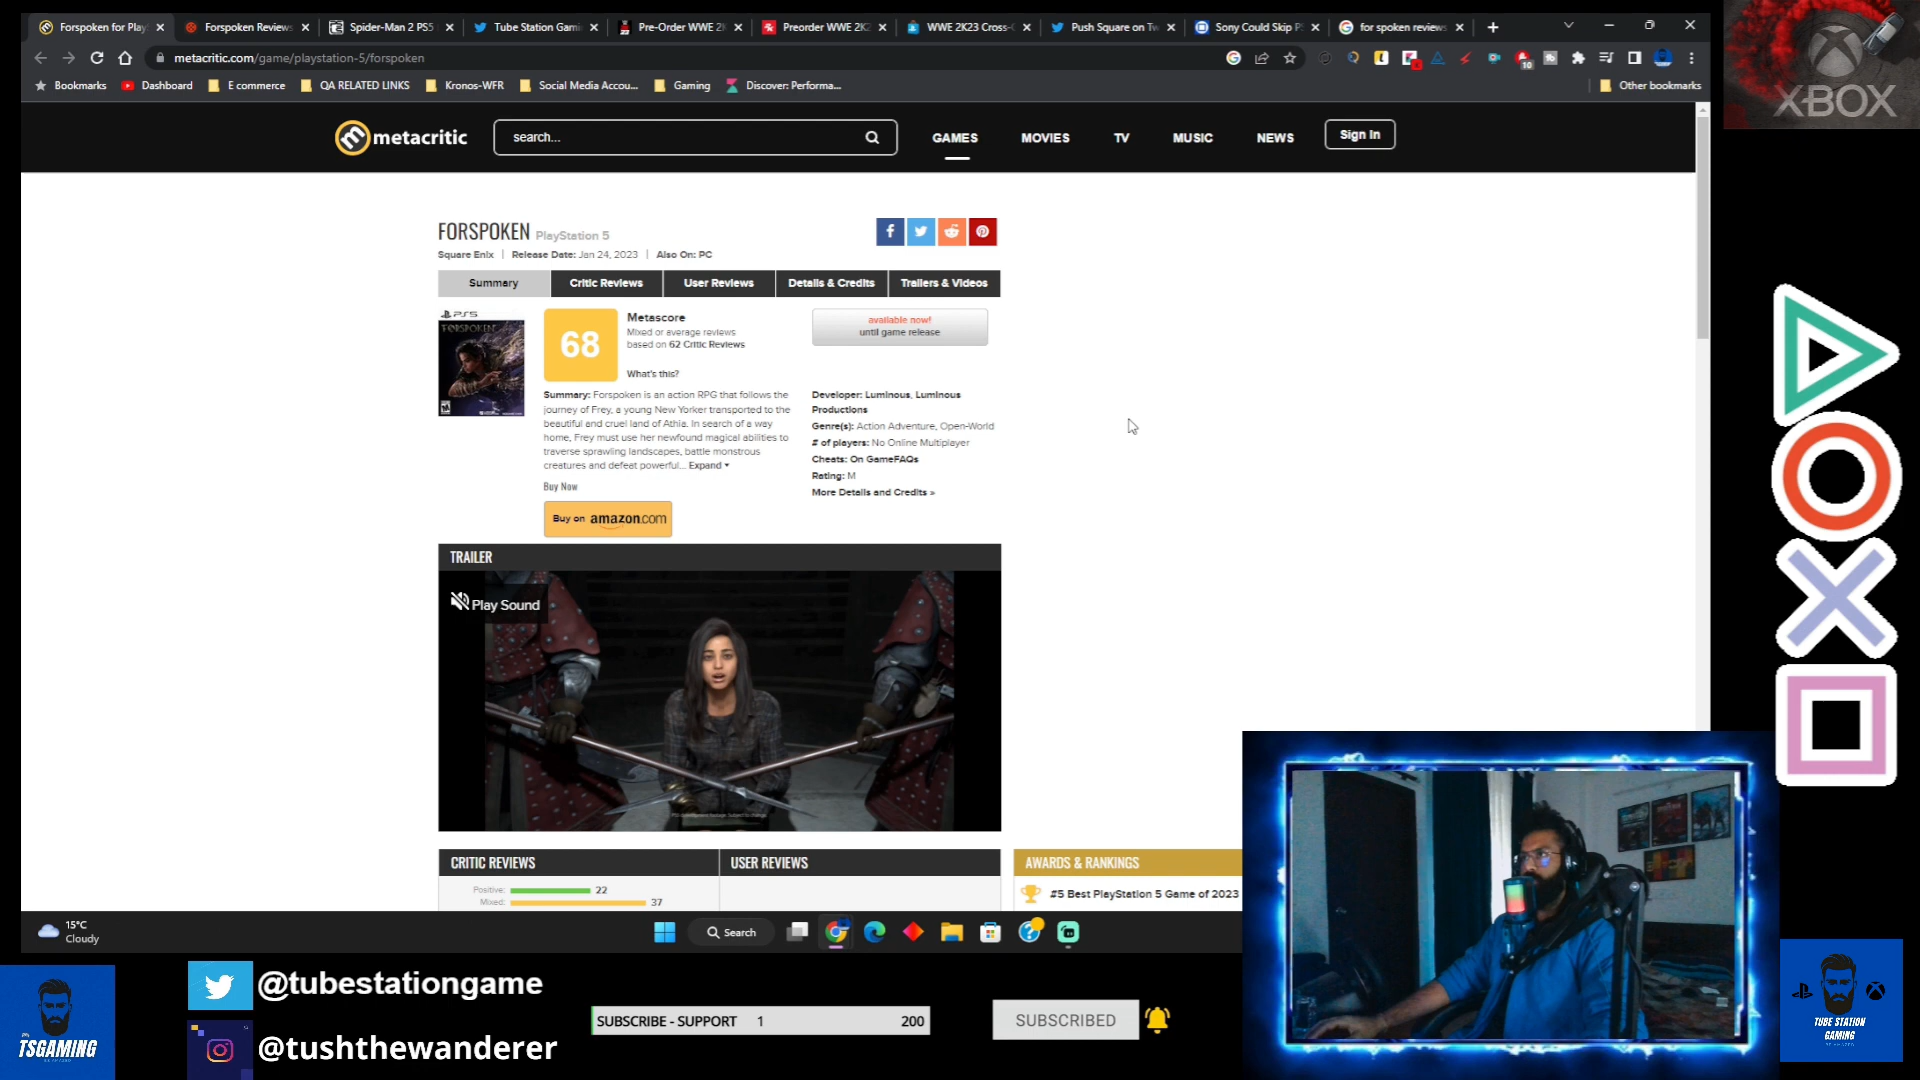 Forspoken for Play
Forspoken Reviews
Spider-Man 2 PS5
Tube Station Gami
Pre-Order WWE 2K
Preorder WWE 2K2
WWE 2K23 Cross-
Push Square on Tw
Sony Could Skip PS
for spoken reviews
metacritic.com/game/playstation-5/forspoken
10
Bookmarks
Dashboard
E commerce
QA RELATED LINKS
Kronos-WFR
Social Media Accou...
Gaming
Discover: Performa...
Other bookmarks
XBOX
metacritic
search...
GAMES
MOVIES
TV
MUSIC
NEWS
Sign In
FORSPOKEN PlayStation 5
Square Enix | Release Date: Jan 24, 2023 | Also On: PC
Summary
Critic Reviews
User Reviews
Details & Credits
Trailers & Videos
PS5
FORSPOKEN
68
Metascore
Mixed or average reviews
based on 62 Critic Reviews
What's this?
available now!
until game release
Summary: Forspoken is an action RPG that follows the
journey of Frey, a young New Yorker transported to the
beautiful and cruel land of Athia. In search of a way
home, Frey must use her newfound magical abilities to
traverse sprawling landscapes, battle monstrous
creatures and defeat powerful... Expand
Buy Now
Buy on amazon.com
Developer: Luminous, Luminous
Productions
Genre(s): Action Adventure, Open-World
# of players: No Online Multiplayer
Cheats: On GameFAQs
Rating: M
More Details and Credits »
TRAILER
Play Sound
CRITIC REVIEWS
Positive: 22
Mixed: 37
USER REVIEWS
AWARDS & RANKINGS
#5 Best PlayStation 5 Game of 2023
15°C
Cloudy
Search
TSGAMING
@tubestationgame
@tushthewanderer
SUBSCRIBE - SUPPORT 1 200
SUBSCRIBED
TUBE STATION
GAMING